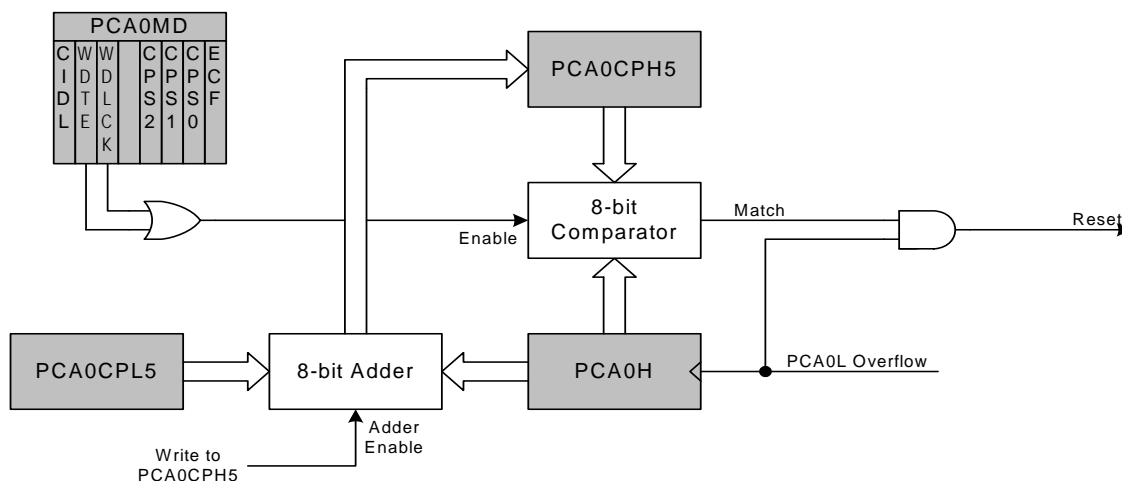 PCA0MD
CIDL
WDTE
WDLCK
CPS2
CPS1
CPS0
ECF
PCA0CPH5
Enable
8-bit
Comparator
Match
Reset
PCA0CPL5
8-bit Adder
PCA0H
PCA0L Overflow
Adder
Enable
Write to
PCA0CPH5